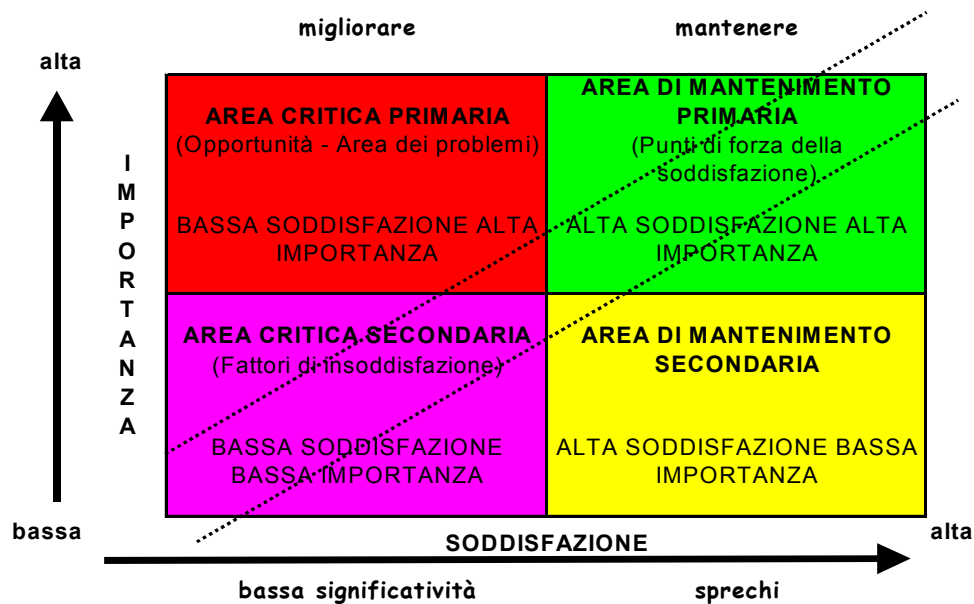 migliorare
mantenere
alta
AREA CRITICA PRIMARIA
(Opportunità - Area dei problemi)
BASSA SODDISFAZIONE ALTA
IMPORTANZA
AREA DI MANTENIMENTO
PRIMARIA
(Punti di forza della
soddisfazione)
ALTA SODDISFAZIONE ALTA
IMPORTANZA
IMPORTANZA
AREA CRITICA SECONDARIA
(Fattori di insoddisfazione)
BASSA SODDISFAZIONE
BASSA IMPORTANZA
AREA DI MANTENIMENTO
SECONDARIA
ALTA SODDISFAZIONE BASSA
IMPORTANZA
bassa
SODDISFAZIONE
alta
bassa significatività
sprechi